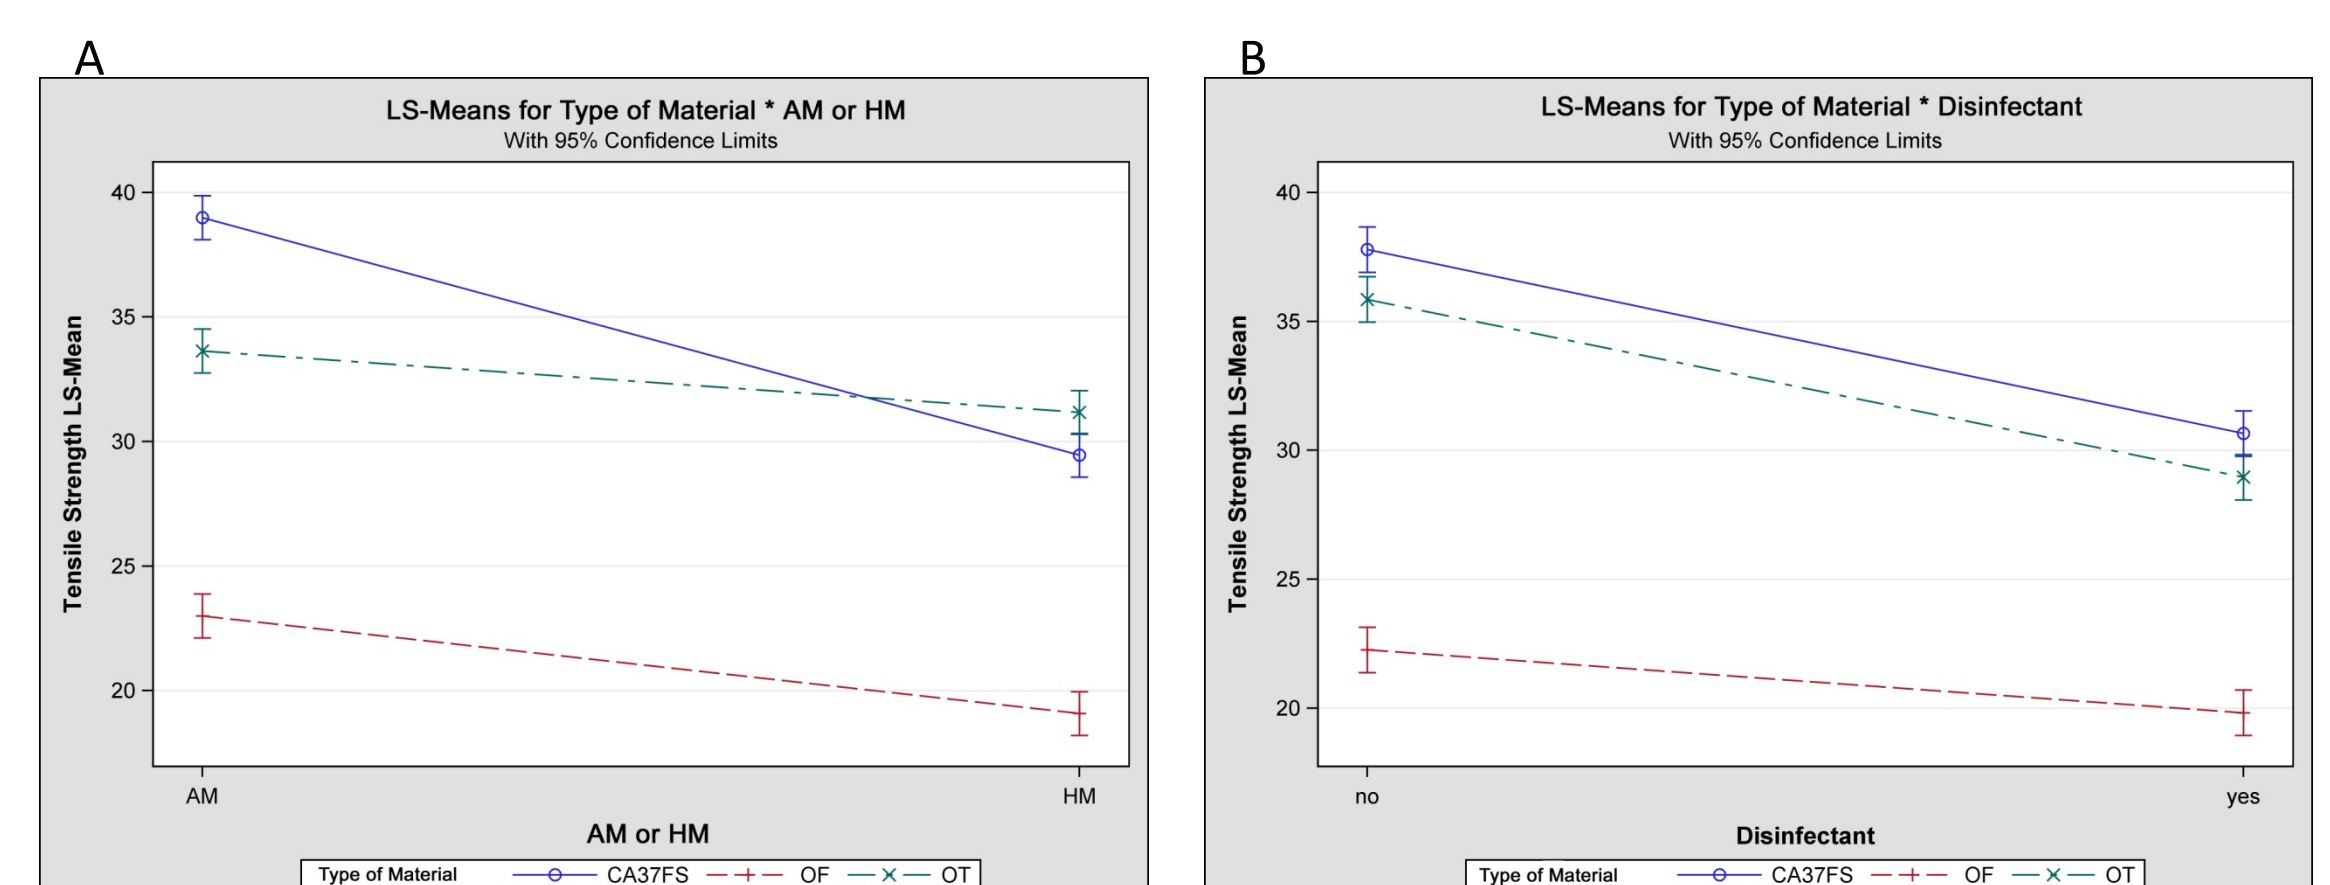 A
LS-Means for Type of Material * AM or HM
With 95% Confidence Limits
Tensile Strength LS-Mean
40
35
30
25
20
AM HM
AM or HM
Type of Material CA37FS OF OT
B
LS-Means for Type of Material * Disinfectant
With 95% Confidence Limits
Tensile Strength LS-Mean
40
35
30
25
20
no yes
Disinfectant
Type of Material CA37FS OF OT